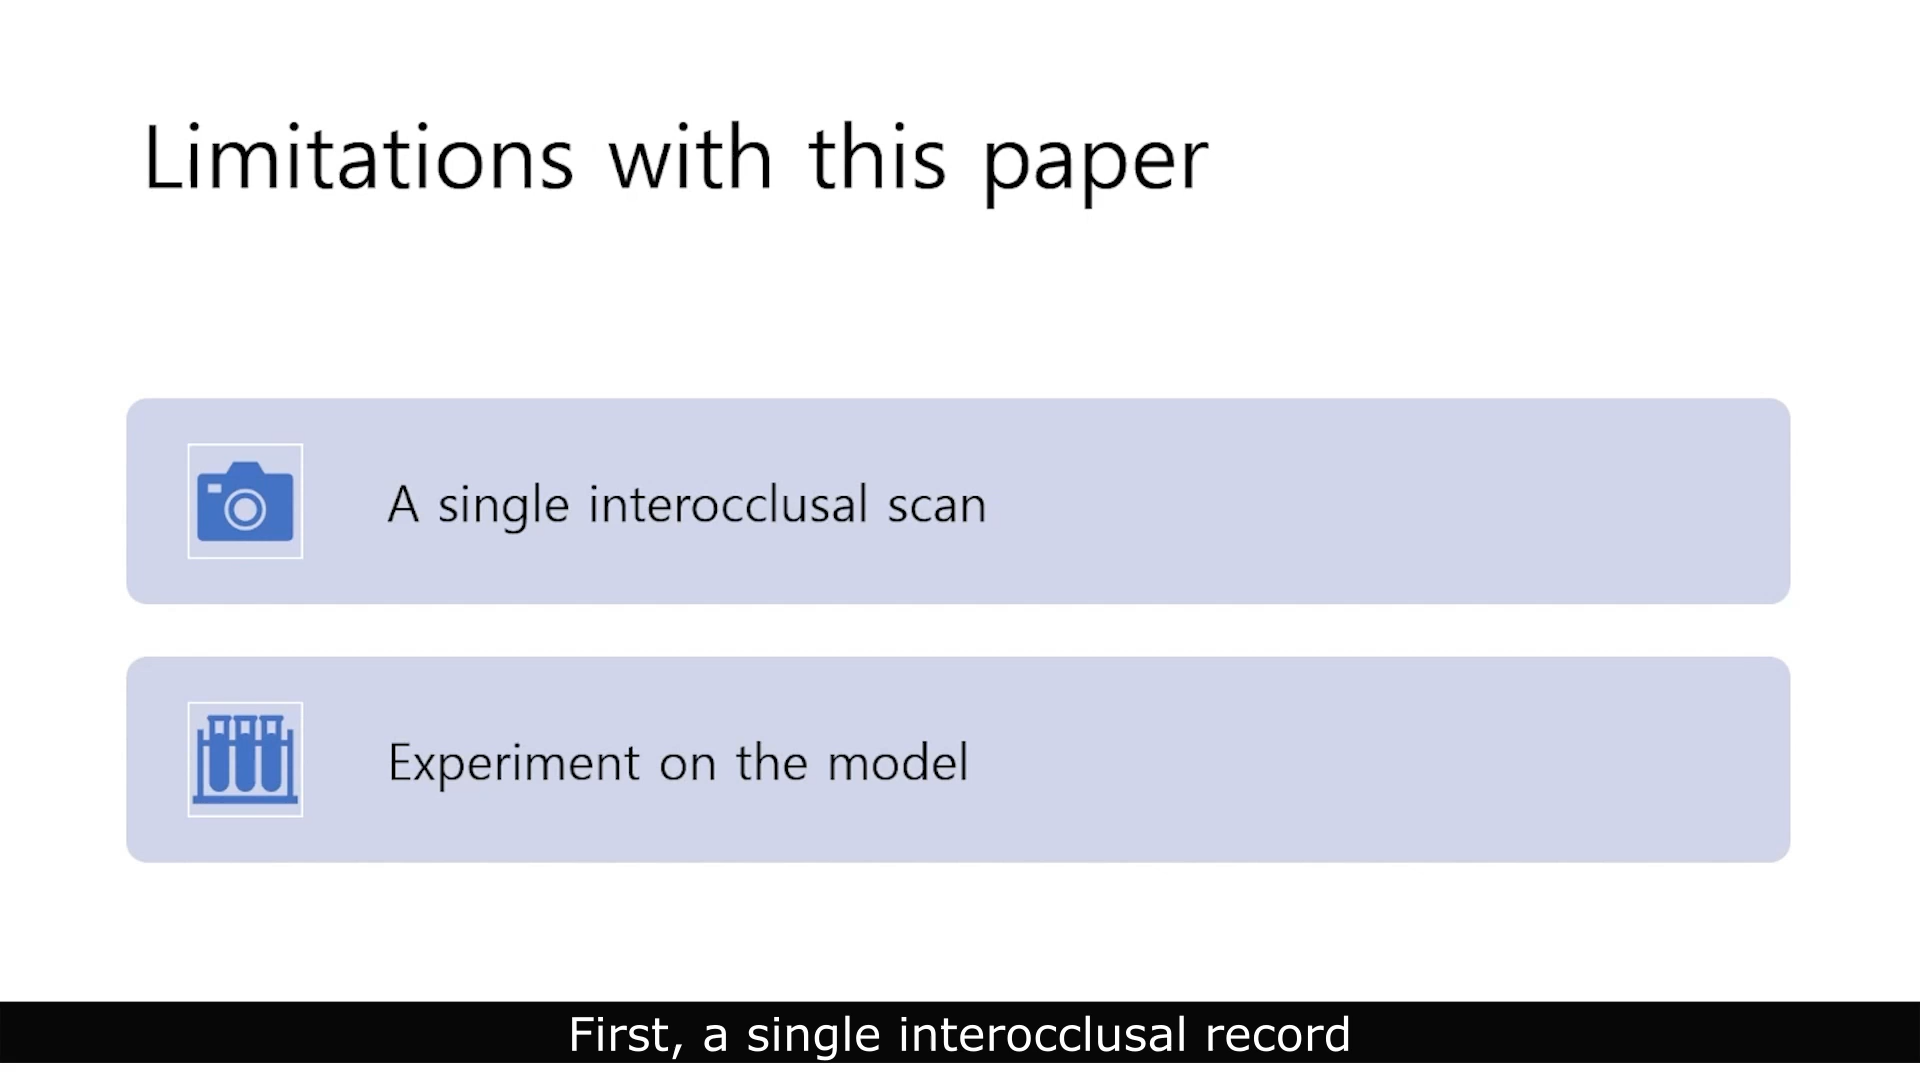 Limitations with this paper
A single interocclusal scan
Experiment on the model
First, a single interocclusal record